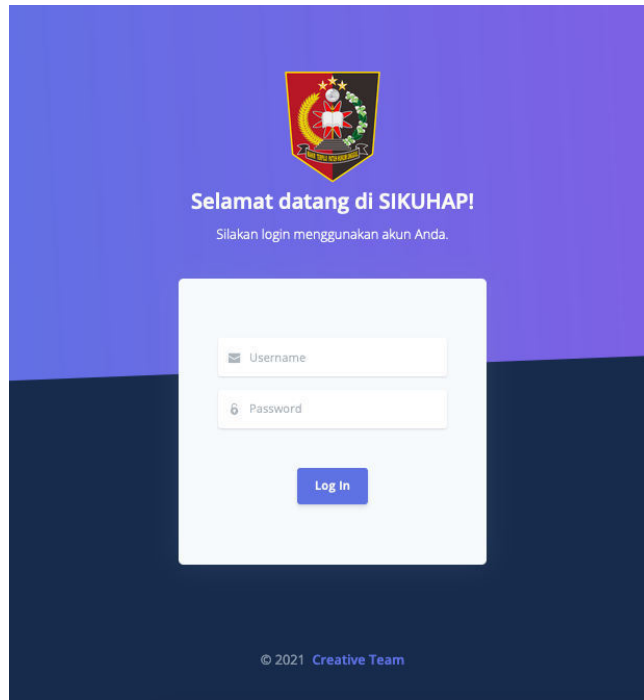 Selamat datang di SIKUHAP!
Silakan login menggunakan akun Anda.
Username
Password
Log In
© 2021 Creative Team